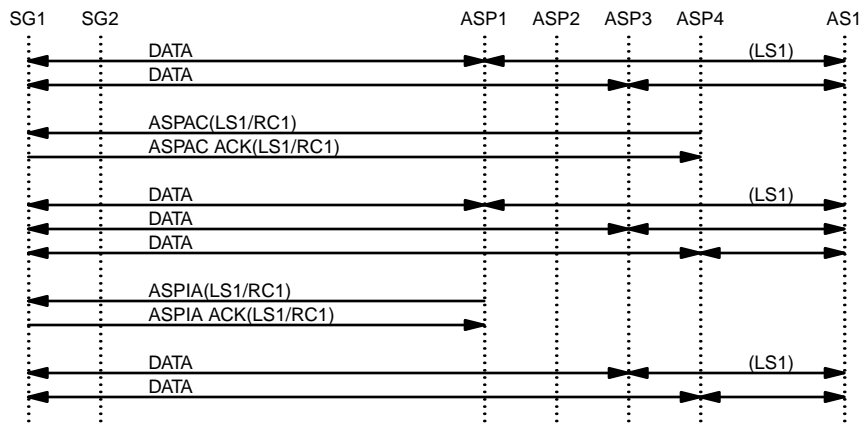 SG1 SG2 ASP1 ASP2 ASP3 ASP4 AS1
DATA (LS1)
DATA
ASPAC(LS1/RC1)
ASPAC ACK(LS1/RC1)
DATA (LS1)
DATA
DATA
ASPIA(LS1/RC1)
ASPIA ACK(LS1/RC1)
DATA (LS1)
DATA